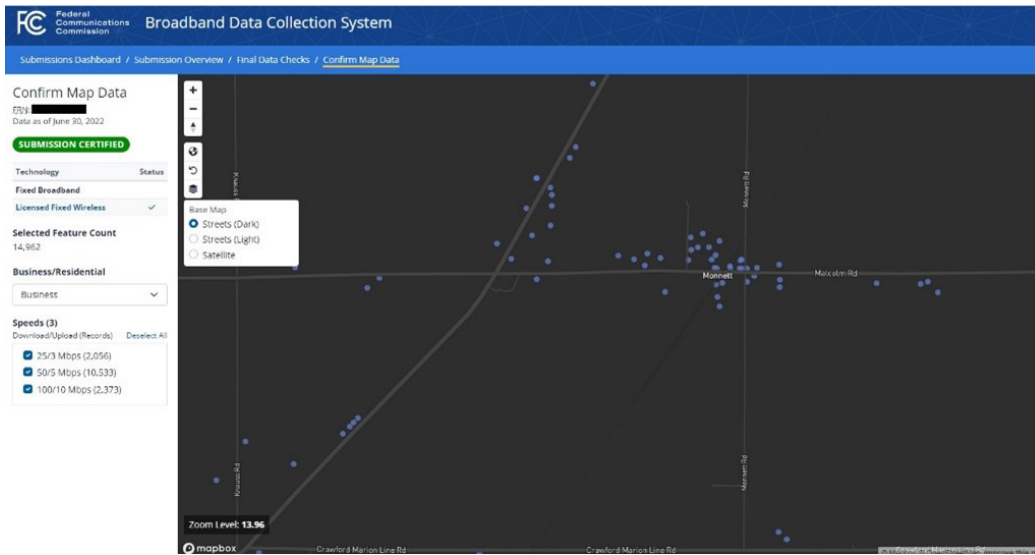 FC
Federal
Communications
Commission
Broadband Data Collection System
Submissions Dashboard / Submission Overview / Final Data Checks / Confirm Map Data
Confirm Map Data
FRN:
Data as of June 30, 2022
SUBMISSION CERTIFIED
Technology Status
Fixed Broadband
Licensed Fixed Wireless
Selected Feature Count
14,962
Business/Residential
Business
Speeds (3)
Download/Upload (Records) Deselect All
25/3 Mbps (2,056)
50/5 Mbps (10,533)
100/10 Mbps (2,373)
Base Map
Streets (Dark)
Streets (Light)
Satellite
Knauss
Monnett Rd
Monnett
Malcolm Rd
Knauss Rd
Monnett Rd
Zoom Level: 13.96
mapbox
Crawford Marion Line Rd
Crawford Marion Line Rd
Crawford Marion Line Rd